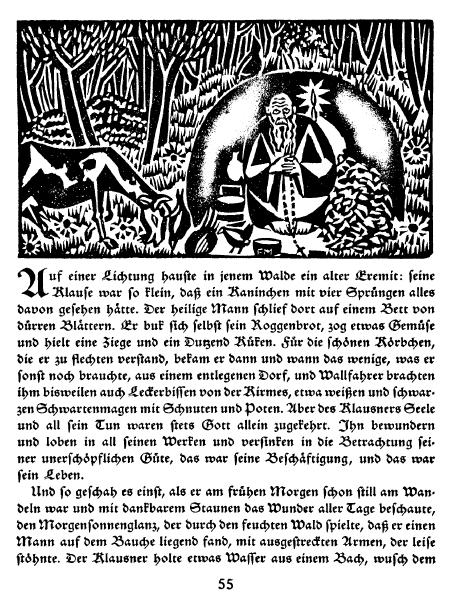 Auf einer Lichtung hauste in jenem Walde ein alter Eremit: seine
Klause war so klein, daß ein Kaninchen mit vier Sprüngen alles
davon gesehen hätte. Der heilige Mann schlief dort auf einem Bett von
dürren Blättern. Er buk sich selbst sein Roggenbrot, zog etwas Gemüse
und hielt eine Ziege und ein Dutzend Küken. Für die schönen Körbchen,
die er zu flechten verstand, bekam er dann und wann das wenige, was er
sonst noch brauchte, aus einem entlegenen Dorf, und Wallfahrer brachten
ihm bisweilen auch Leckerbissen von der Kirmes, etwa weißen und schwar-
zen Schwartenmagen mit Schnuten und Poten. Aber des Klausners Seele
und all sein Tun waren stets Gott allein zugekehrt. Ihn bewundern
und loben in all seinen Werken und versinken in die Betrachtung sei-
ner unerschöpflichen Güte, das war seine Beschäftigung, und das war
sein Leben.
Und so geschah es einst, als er am frühen Morgen schon still am Wan-
deln war und mit dankbarem Staunen das Wunder aller Tage beschaute,
den Morgensonnenglanz, der durch den feuchten Wald spielte, daß er einen
Mann auf dem Bauche liegend fand, mit ausgestreckten Armen, der leise
stöhnte. Der Klausner holte etwas Wasser aus einem Bach, wusch dem
55